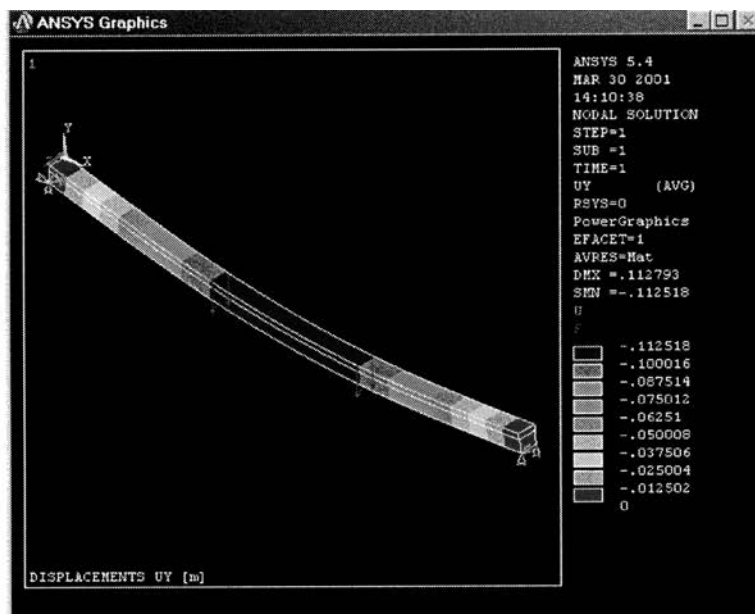 ANSYS Graphics
1
ANSYS 5.4
MAR 30 2001
14:10:38
NODAL SOLUTION
STEP=1
SUB =1
TIME=1
UY (AVG)
RSYS=0
PowerGraphics
EFACET=1
AVRES=Mat
DMX =.112793
SMN =-.112518
U
F
-.112518
-.100016
-.087514
-.075012
-.06251
-.050008
-.037506
-.025004
-.012502
0
Y
X
Z
DISPLACEMENTS UY [m]